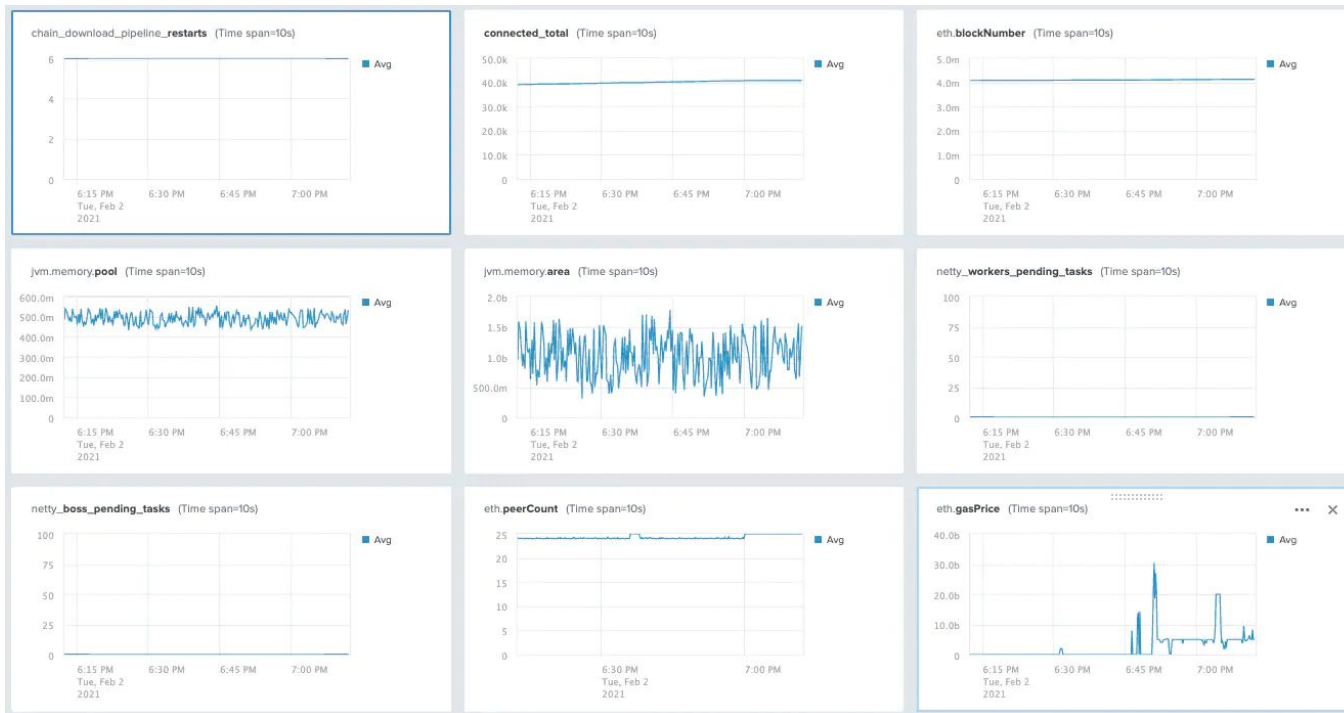 chain_download_pipeline_restarts (Time span=10s)
6
4
2
0
Avg
6:15 PM 6:30 PM 6:45 PM 7:00 PM
Tue, Feb 2
2021
connected_total (Time span=10s)
50.0k
40.0k
30.0k
20.0k
10.0k
0
Avg
6:15 PM 6:30 PM 6:45 PM 7:00 PM
Tue, Feb 2
2021
eth.blockNumber (Time span=10s)
5.0m
4.0m
3.0m
2.0m
1.0m
0
Avg
6:15 PM 6:30 PM 6:45 PM 7:00 PM
Tue, Feb 2
2021
jvm.memory.pool (Time span=10s)
600.0m
500.0m
400.0m
300.0m
200.0m
100.0m
0
Avg
6:15 PM 6:30 PM 6:45 PM 7:00 PM
Tue, Feb 2
2021
jvm.memory.area (Time span=10s)
2.0b
1.5b
1.0b
500.0m
0
Avg
6:15 PM 6:30 PM 6:45 PM 7:00 PM
Tue, Feb 2
2021
netty_workers_pending_tasks (Time span=10s)
100
75
50
25
0
Avg
6:15 PM 6:30 PM 6:45 PM 7:00 PM
Tue, Feb 2
2021
netty_boss_pending_tasks (Time span=10s)
100
75
50
25
0
Avg
6:15 PM 6:30 PM 6:45 PM 7:00 PM
Tue, Feb 2
2021
eth.peerCount (Time span=10s)
25
20
15
10
5
0
Avg
6:30 PM 7:00 PM
Tue, Feb 2
2021
eth.gasPrice (Time span=10s)
40.0b
30.0b
20.0b
10.0b
0
Avg
6:15 PM 6:30 PM 6:45 PM 7:00 PM
Tue, Feb 2
2021